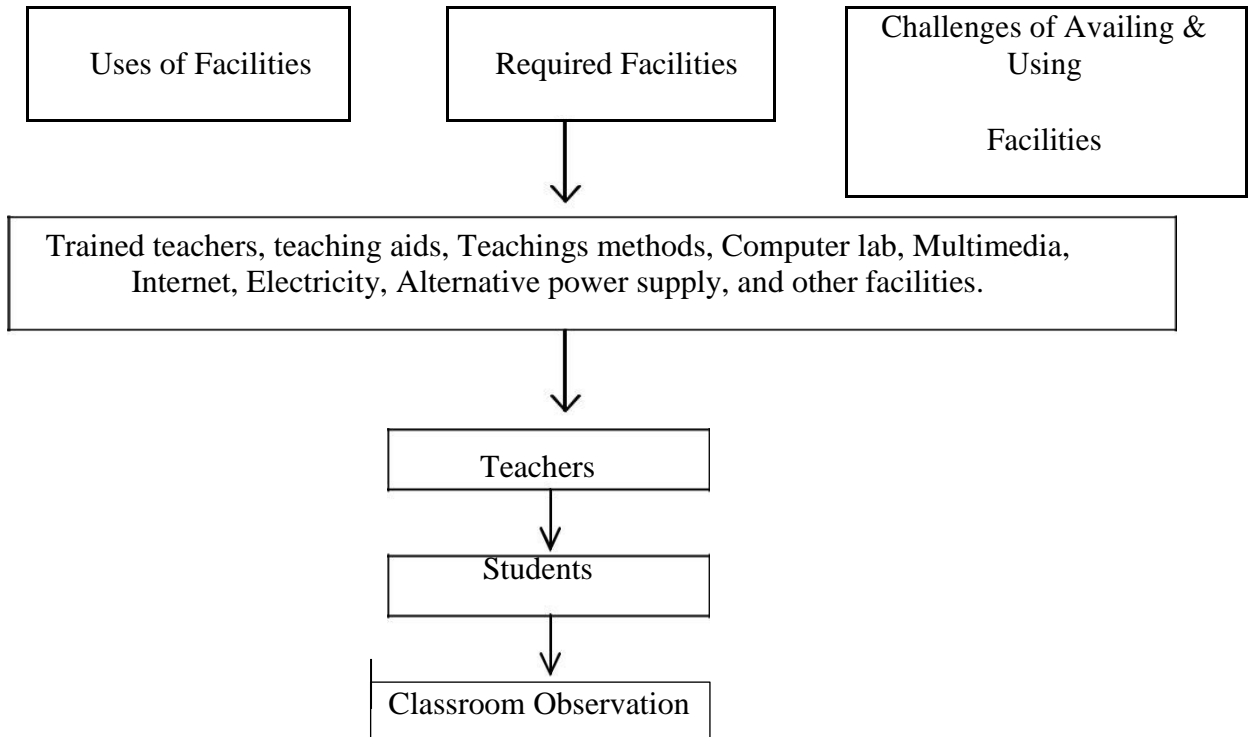 Uses of Facilities
Required Facilities
Challenges of Availing &
Using
Facilities
Trained teachers, teaching aids, Teachings methods, Computer lab, Multimedia,
Internet, Electricity, Alternative power supply, and other facilities.
Teachers
Students
Classroom Observation